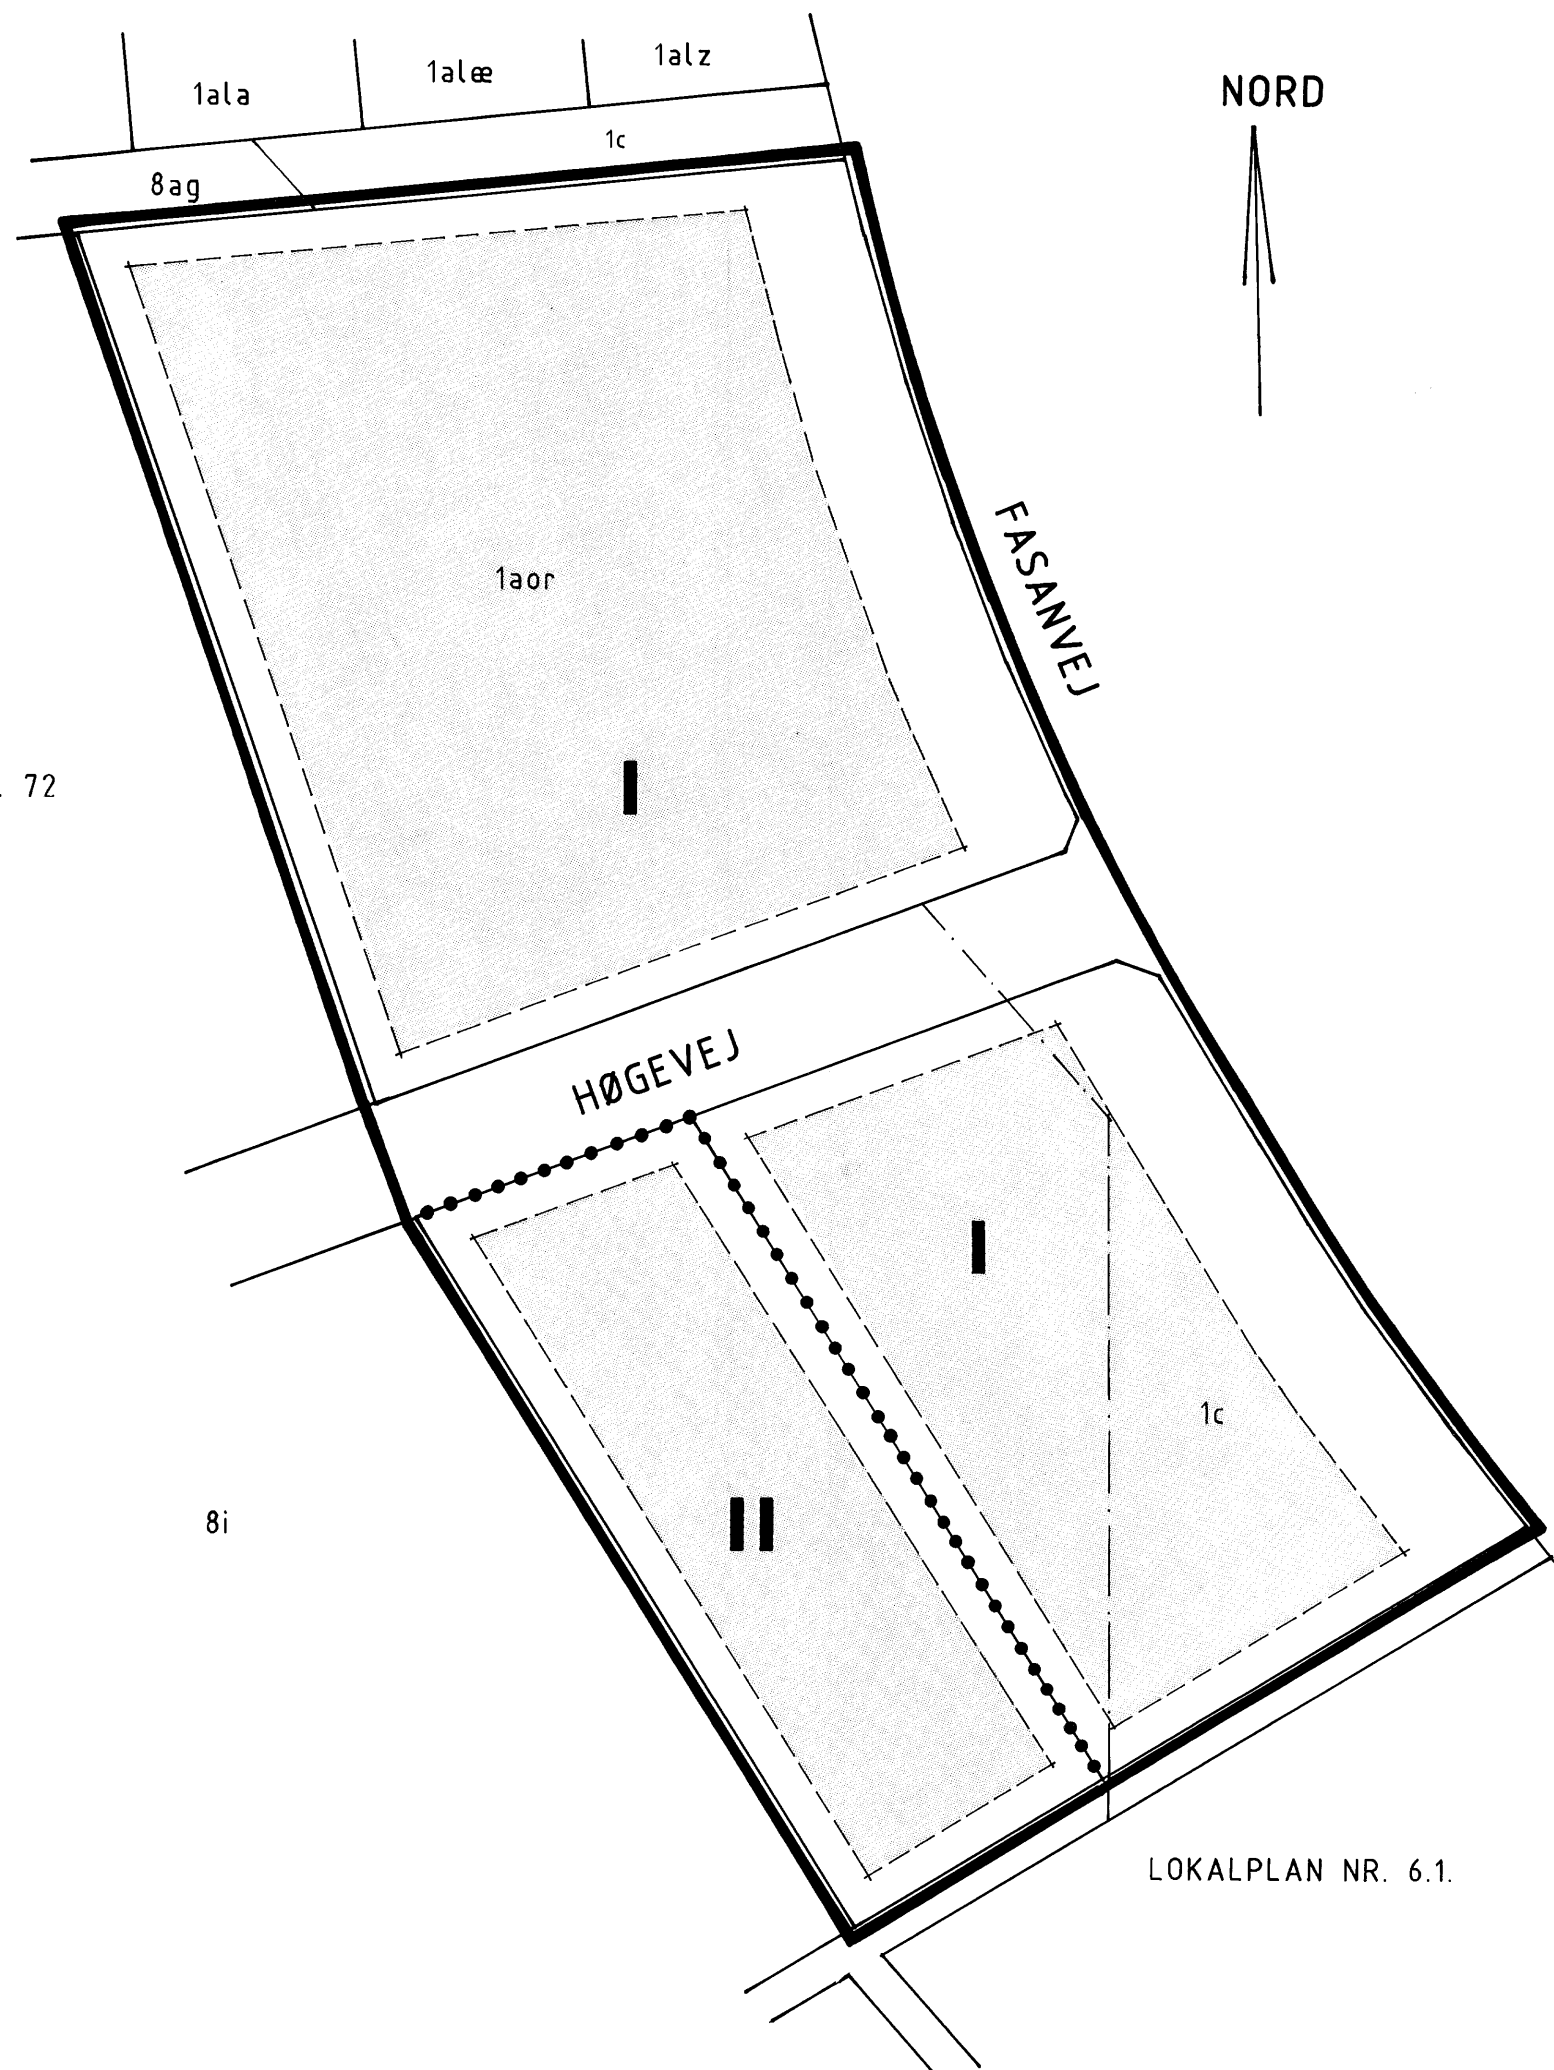 1ala
1alæ
1alz
NORD
1c
8ag
FASANVEJ
1aor
. 72
I
HØGEVEJ
I
1c
II
8i
LOKALPLAN NR. 6.1.